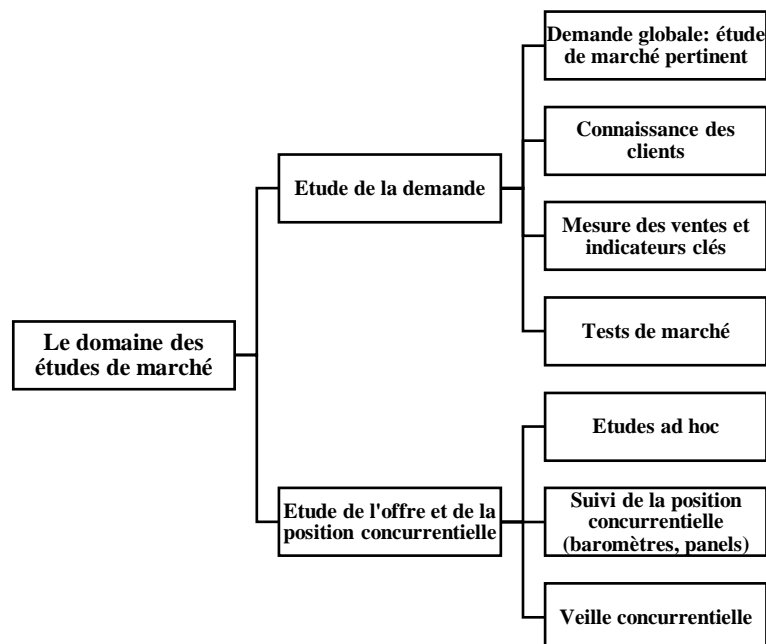 Demande globale: étude
de marché pertinent
Connaissance des
clients
Etude de la demande
Mesure des ventes et
indicateurs clés
Tests de marché
Le domaine des
études de marché
Etudes ad hoc
Etude de l'offre et de la
position concurrentielle
Suivi de la position
concurrentielle
(baromètres, panels)
Veille concurrentielle